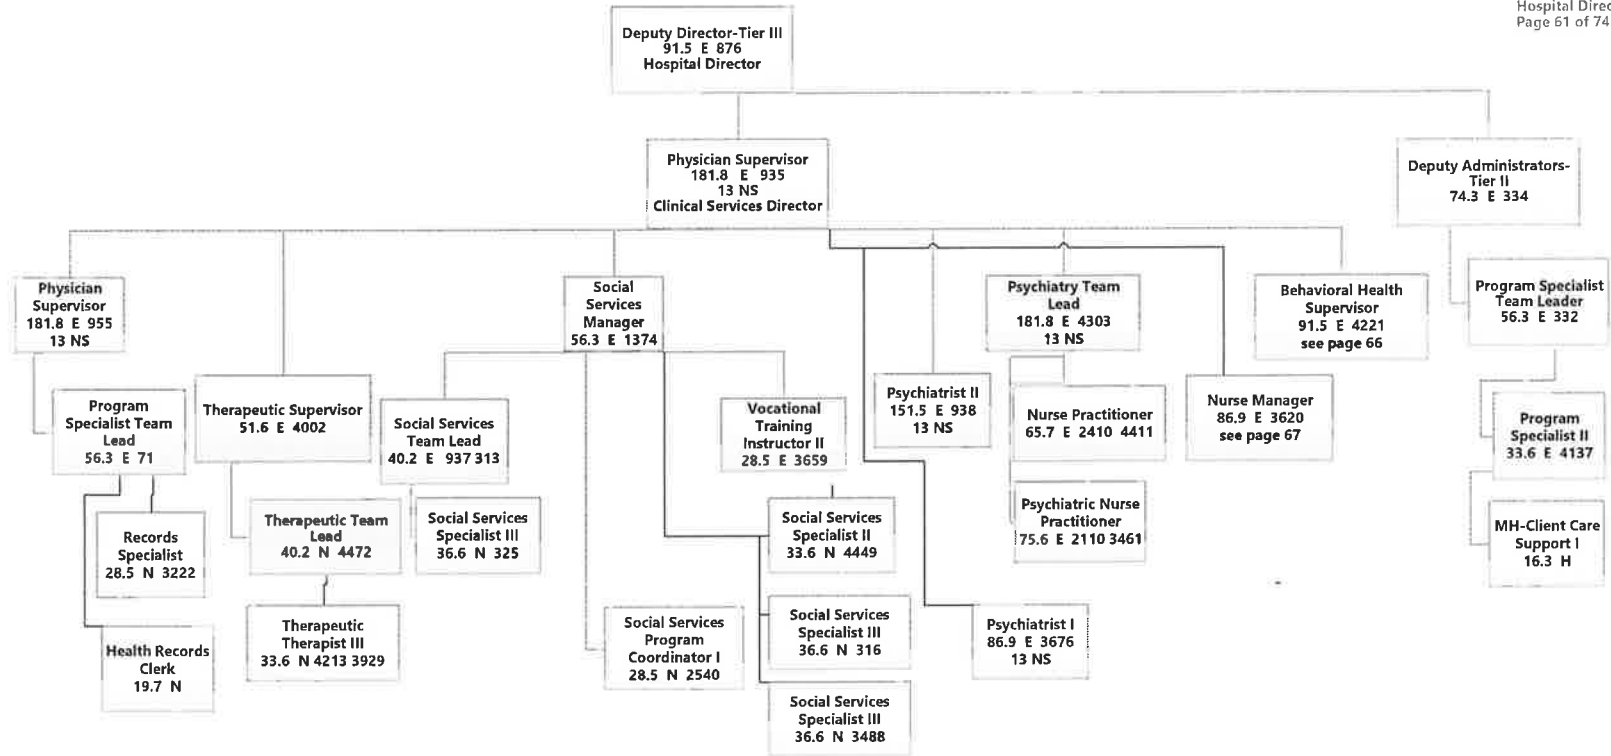 Hospital Direc
Page 61 of 74
Deputy Director-Tier III
91.5 E 876
Hospital Director
Physician Supervisor
181.8 E 935
13 NS
Clinical Services Director
Deputy Administrators-
Tier II
74.3 E 334
Physician
Supervisor
181.8 E 955
13 NS
Social
Services
Manager
56.3 E 1374
Psychiatry Team
Lead
181.8 E 4303
13 NS
Behavioral Health
Supervisor
91.5 E 4221
see page 66
Program Specialist
Team Leader
56.3 E 332
Program
Specialist Team
Lead
56.3 E 71
Therapeutic Supervisor
51.6 E 4002
Social Services
Team Lead
40.2 E 937 313
Vocational
Training
Instructor II
28.5 E 3659
Psychiatrist II
151.5 E 938
13 NS
Nurse Practitioner
65.7 E 2410 4411
Nurse Manager
86.9 E 3620
see page 67
Program
Specialist II
33.6 E 4137
Records
Specialist
28.5 N 3222
Therapeutic Team
Lead
40.2 N 4472
Social Services
Specialist III
36.6 N 325
Social Services
Specialist II
33.6 N 4449
Psychiatric Nurse
Practitioner
75.6 E 2110 3461
MH-Client Care
Support I
16.3 H
Health Records
Clerk
19.7 N
Therapeutic
Therapist III
33.6 N 4213 3929
Social Services
Program
Coordinator I
28.5 N 2540
Social Services
Specialist III
36.6 N 316
Psychiatrist I
86.9 E 3676
13 NS
Social Services
Specialist III
36.6 N 3488